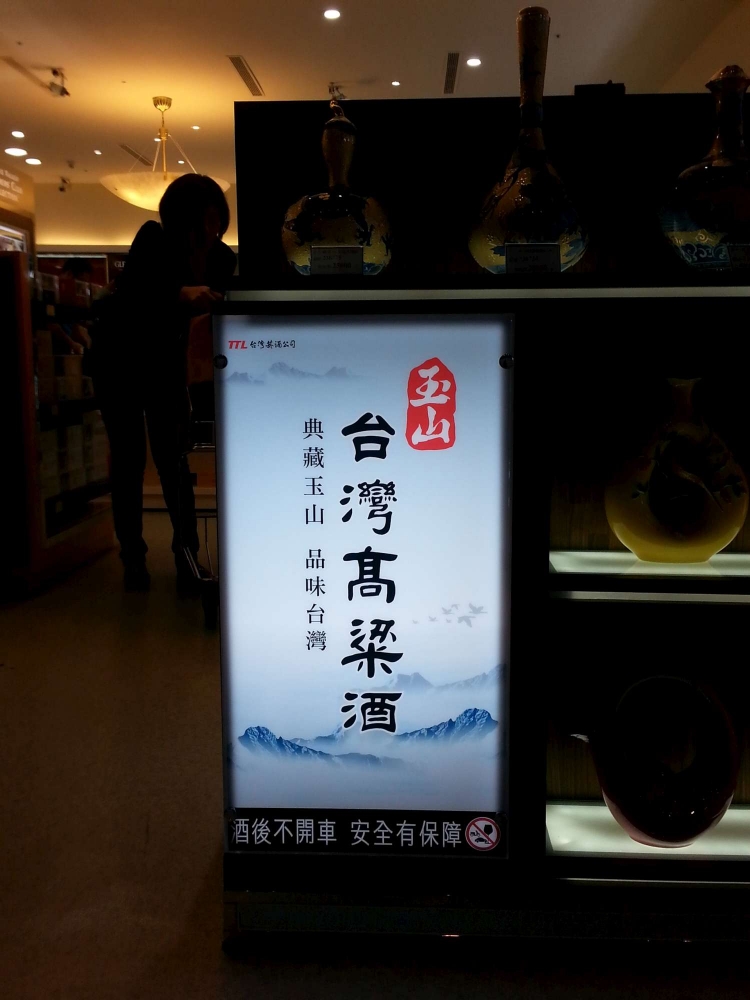 TTL 台灣菸酒公司
玉山
台灣高粱酒
典藏玉山 品味台灣
酒後不開車 安全有保障